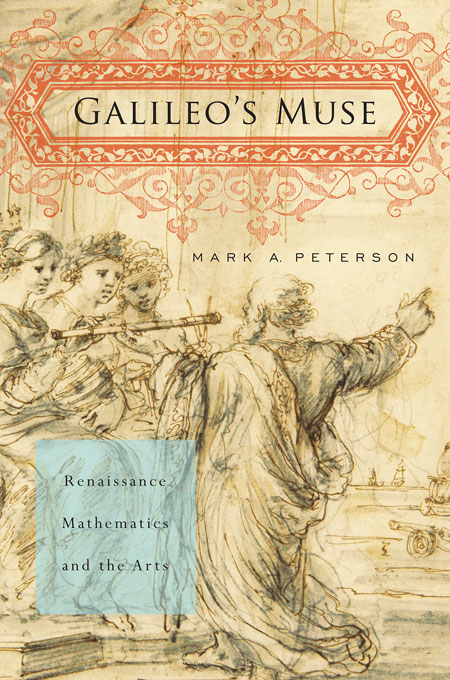 GALILEO'S MUSE
MARK A. PETERSON
Renaissance
Mathematics
and the Arts